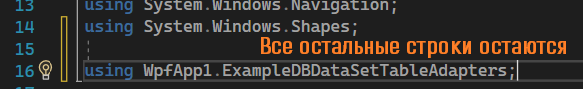 13 using System.Windows.Navigation;
14 using System.Windows.Shapes;
15 Все остальные строки остаются
16 using WpfApp1.ExampleDBDataSetTableAdapters;